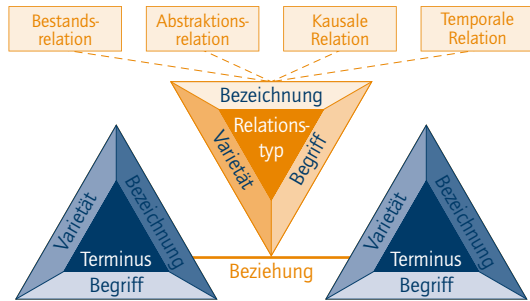 Bestands-
relation
Abstraktions-
relation
Kausale
Relation
Temporale
Relation
Bezeichnung
Relations-
typ
Varietät
Begriff
Varietät
Bezeichnung
Terminus
Begriff
Beziehung
Varietät
Bezeichnung
Terminus
Begriff